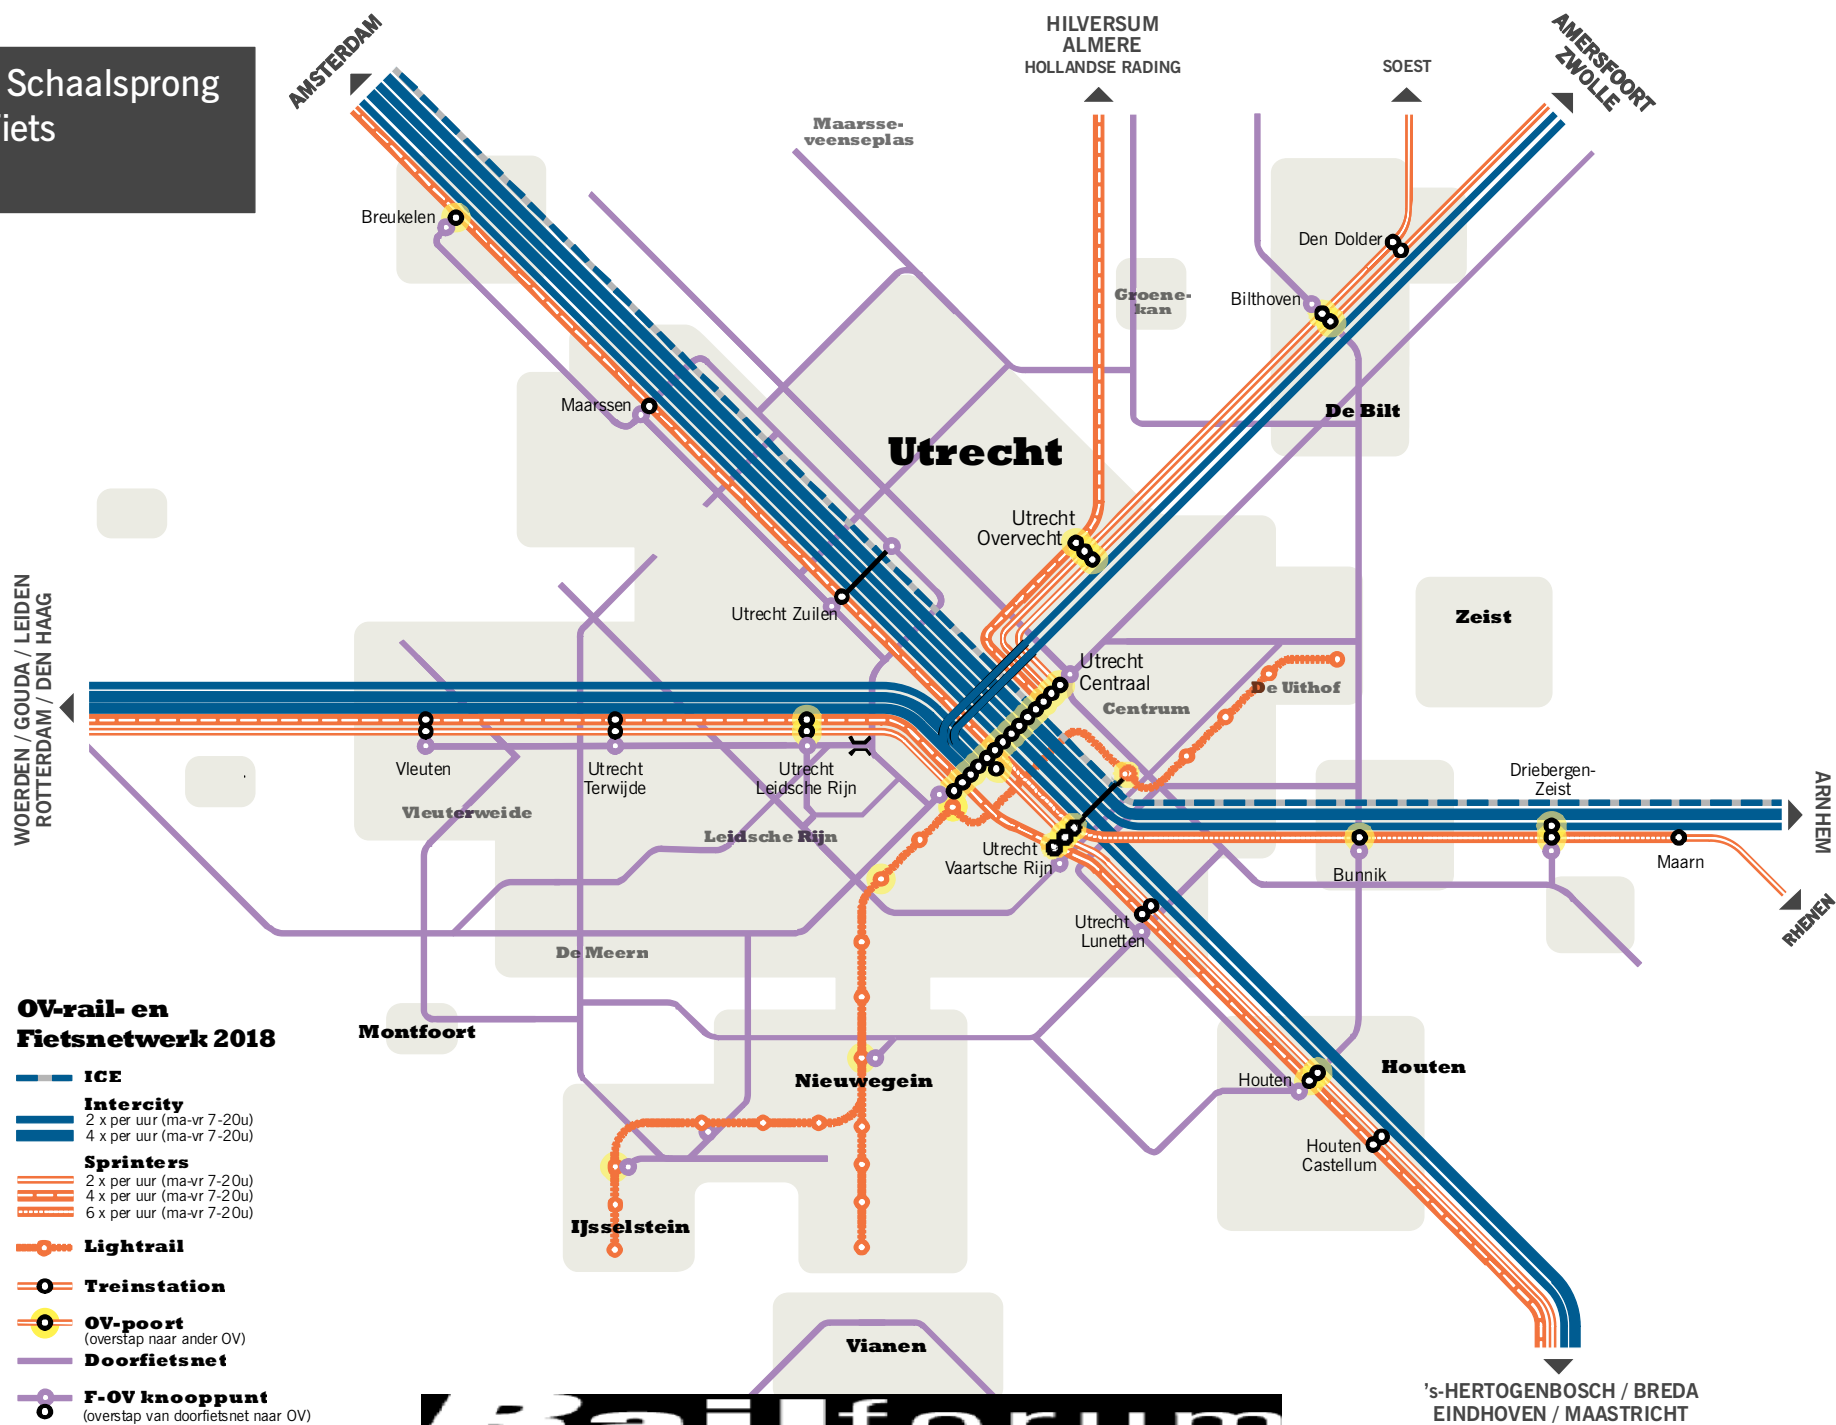 Schaalsprong
iets
AMSTERDAM
HILVERSUM
ALMERE
HOLLANDSE RADING
SOEST
AMERSFOORT
ZWOLLE
Maarsse-
veenseplas
Breukelen
Den Dolder
Groene-
kan
Bilthoven
Maarssen
De Bilt
Utrecht
Utrecht
Overvecht
WOERDEN / GOUDA / LEIDEN
ROTTERDAM / DEN HAAG
Utrecht Zuilen
Zeist
Utrecht
Centraal
De Uithof
Centrum
Vleuten
Utrecht
Terwijde
Utrecht
Leidsche Rijn
Driebergen-
Zeist
ARNHEM
Vleuterweide
Leidsche Rijn
Utrecht
Vaartsche Rijn
Bunnik
Maarn
RHENEN
Utrecht
Lunetten
De Meern
OV-rail- en
Fietsnetwerk 2018
Montfoort
ICE
Intercity
2 x per uur (ma-vr 7-20u)
4 x per uur (ma-vr 7-20u)
Sprinters
2 x per uur (ma-vr 7-20u)
4 x per uur (ma-vr 7-20u)
6 x per uur (ma-vr 7-20u)
Lightrail
Treinstation
OV-poort
(overstap naar ander OV)
Doorfietsnet
F-OV knooppunt
(overstap van doorfietsnet naar OV)
Nieuwegein
Houten
Houten
Houten
Castellum
IJsselstein
Vianen
Railforum
's-HERTOGENBOSCH / BREDA
EINDHOVEN / MAASTRICHT